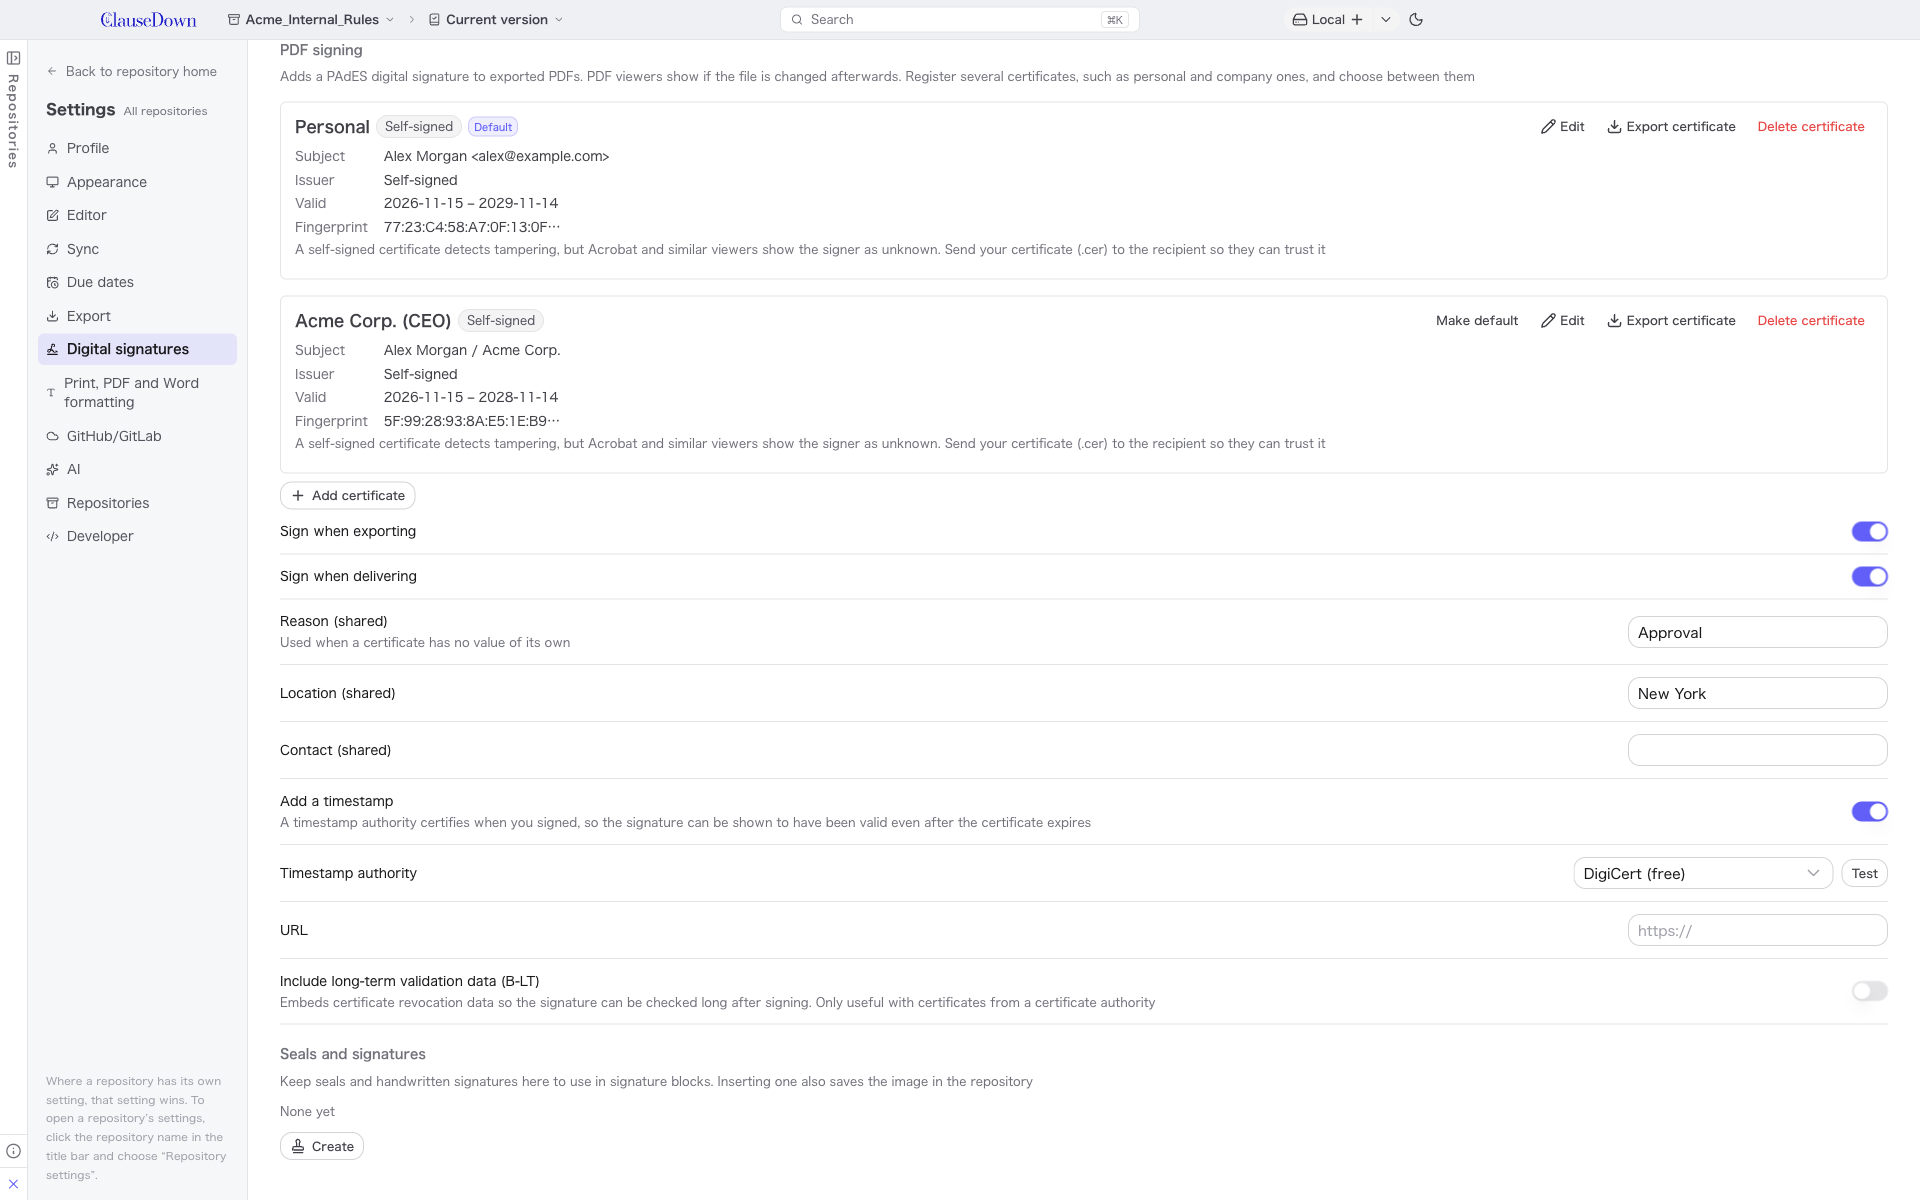 ClauseDown
Acme_Internal_Rules
Current version
Search
⌘K
Local
Repositories
Back to repository home
Settings All repositories
Profile
Appearance
Editor
Sync
Due dates
Export
Digital signatures
Print, PDF and Word
formatting
GitHub/GitLab
AI
Repositories
Developer
Where a repository has its own
setting, that setting wins. To
open a repository's settings,
click the repository name in the
title bar and choose “Repository
settings”.
PDF signing
Adds a PAdES digital signature to exported PDFs. PDF viewers show if the file is changed afterwards. Register several certificates, such as personal and company ones, and choose between them
Personal Self-signed Default Edit Export certificate Delete certificate
Subject Alex Morgan <alex@example.com>
Issuer Self-signed
Valid 2026-11-15 – 2029-11-14
Fingerprint 77:23:C4:58:A7:0F:13:0F…
A self-signed certificate detects tampering, but Acrobat and similar viewers show the signer as unknown. Send your certificate (.cer) to the recipient so they can trust it
Acme Corp. (CEO) Self-signed Make default Edit Export certificate Delete certificate
Subject Alex Morgan / Acme Corp.
Issuer Self-signed
Valid 2026-11-15 – 2028-11-14
Fingerprint 5F:99:28:93:8A:E5:1E:B9…
A self-signed certificate detects tampering, but Acrobat and similar viewers show the signer as unknown. Send your certificate (.cer) to the recipient so they can trust it
Add certificate
Sign when exporting
Sign when delivering
Reason (shared)
Used when a certificate has no value of its own
Approval
Location (shared)
New York
Contact (shared)
Add a timestamp
A timestamp authority certifies when you signed, so the signature can be shown to have been valid even after the certificate expires
Timestamp authority
DigiCert (free)
Test
URL
https://
Include long-term validation data (B-LT)
Embeds certificate revocation data so the signature can be checked long after signing. Only useful with certificates from a certificate authority
Seals and signatures
Keep seals and handwritten signatures here to use in signature blocks. Inserting one also saves the image in the repository
None yet
Create